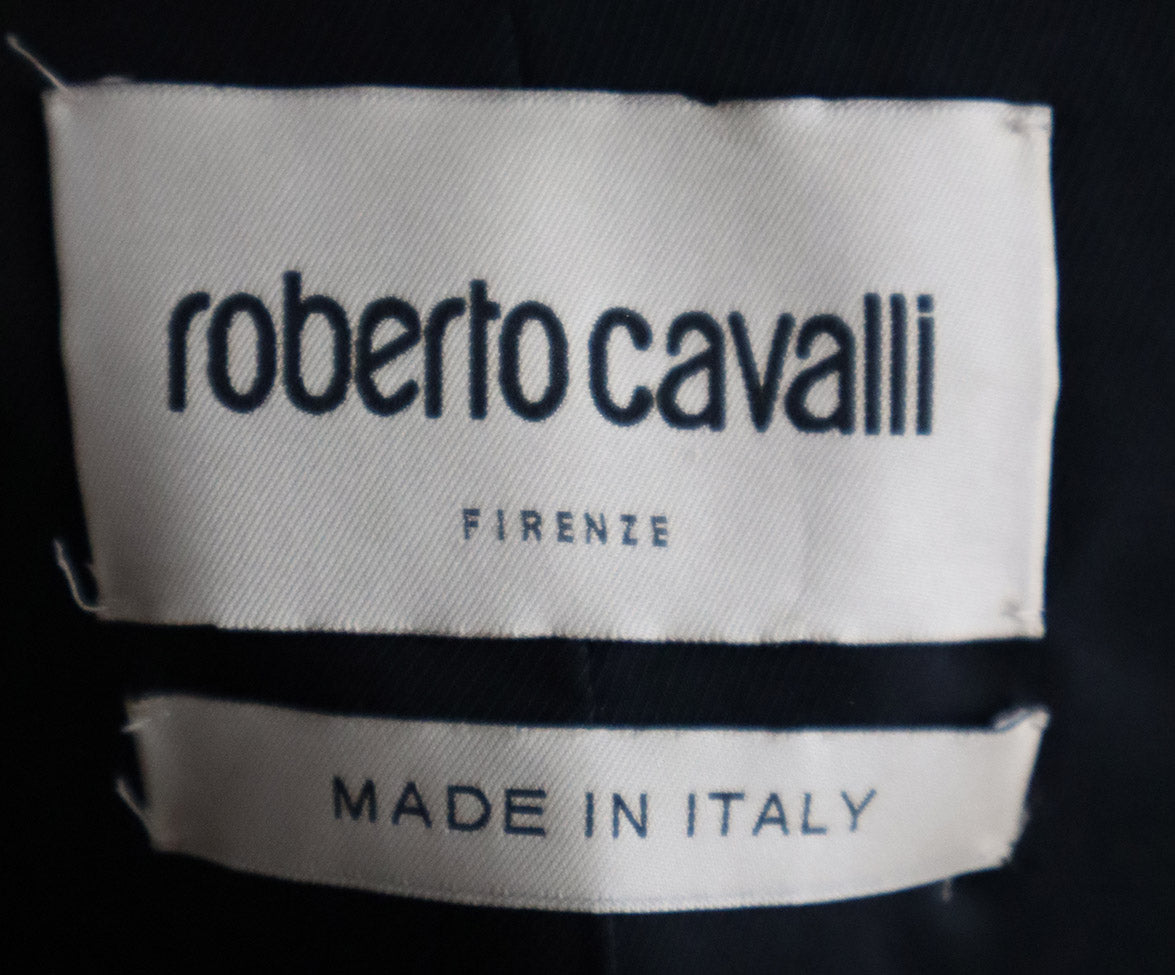 roberto cavalli
FIRENZE
MADE IN ITALY